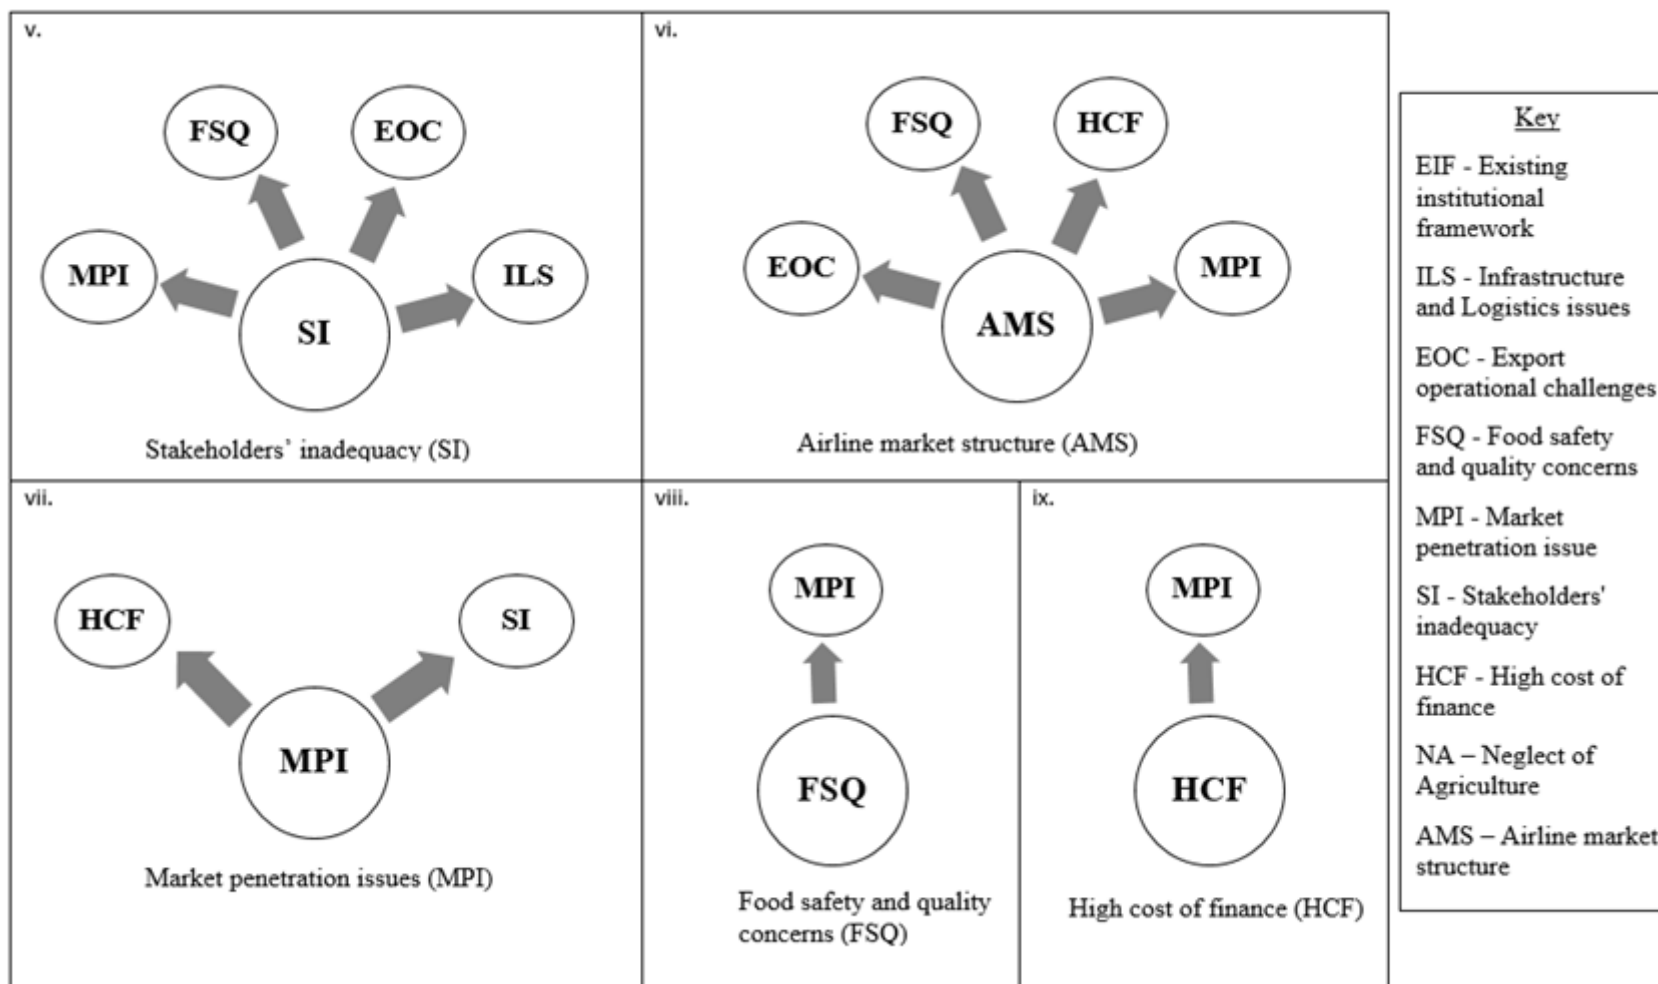 v.
FSQ
EOC
MPI
ILS
SI
Stakeholders' inadequacy (SI)
vi.
FSQ
HCF
EOC
MPI
AMS
Airline market structure (AMS)
vii.
HCF
SI
MPI
Market penetration issues (MPI)
viii.
MPI
FSQ
Food safety and quality
concerns (FSQ)
ix.
MPI
HCF
High cost of finance (HCF)
Key
EIF - Existing
institutional
framework
ILS - Infrastructure
and Logistics issues
EOC - Export
operational challenges
FSQ - Food safety
and quality concerns
MPI - Market
penetration issue
SI - Stakeholders'
inadequacy
HCF - High cost of
finance
NA – Neglect of
Agriculture
AMS – Airline market
structure